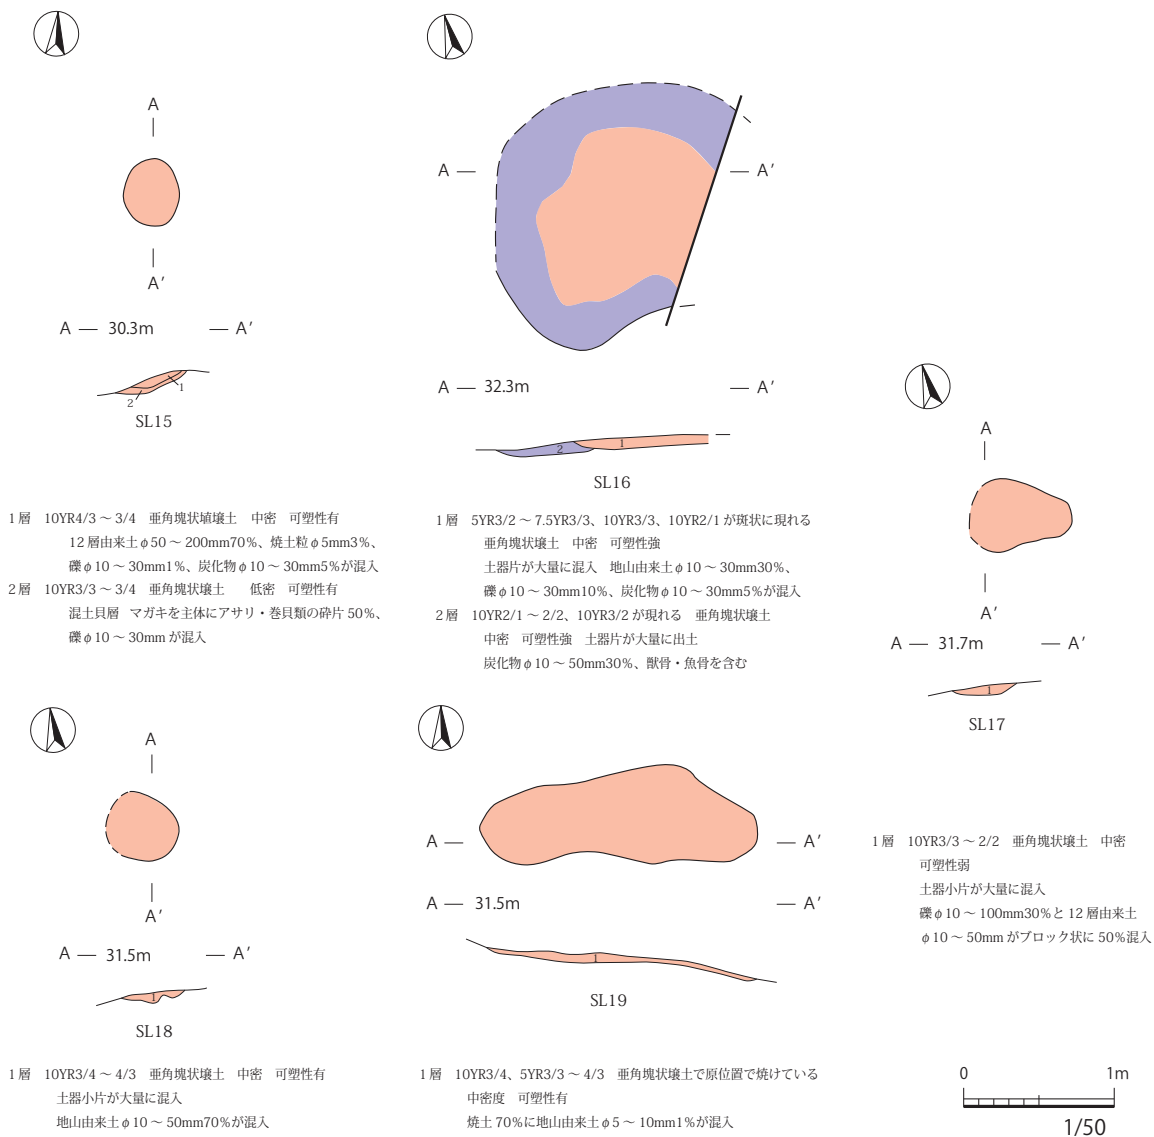 A
A′
A — 30.3m — A′
1
2
SL15
1層　10YR4/3 ～ 3/4　亜角塊状埴壌土　中密　可塑性有
12 層由来土φ50 ～ 200mm70%、焼土粒φ5mm3%、
礫φ10 ～ 30mm1%、炭化物φ10 ～ 30mm5%が混入
2層　10YR3/3 ～ 3/4　亜角塊状壌土　　低密　可塑性有
混土貝層　マガキを主体にアサリ・巻貝類の砕片 50%、
礫φ10 ～ 30mm が混入
A — — A′
A — 32.3m — A′
2
1
SL16
1層　5YR3/2 ～ 7.5YR3/3、10YR3/3、10YR2/1 が斑状に現れる
亜角塊状壌土　中密　可塑性強
土器片が大量に混入　地山由来土φ10 ～ 30mm30%、
礫φ10 ～ 30mm10%、炭化物φ10 ～ 30mm5%が混入
2層　10YR2/1 ～ 2/2、10YR3/2 が現れる　亜角塊状壌土
中密　可塑性強　土器片が大量に出土
炭化物φ10 ～ 50mm30%、獣骨・魚骨を含む
A
A′
A — 31.7m — A′
1
SL17
1層　10YR3/3 ～ 2/2　亜角塊状壌土　中密
可塑性弱
土器小片が大量に混入
礫φ10 ～ 100mm30%と 12 層由来土
φ10 ～ 50mm がブロック状に 50%混入
A
A′
A — 31.5m — A′
1
SL18
1層　10YR3/4 ～ 4/3　亜角塊状壌土　中密　可塑性有
土器小片が大量に混入
地山由来土φ10 ～ 50mm70%が混入
A — — A′
A — 31.5m — A′
1
SL19
1層　10YR3/4、5YR3/3 ～ 4/3　亜角塊状壌土で原位置で焼けている
中密度　可塑性有
焼土 70%に地山由来土φ5 ～ 10mm1%が混入
0 1m
1/50